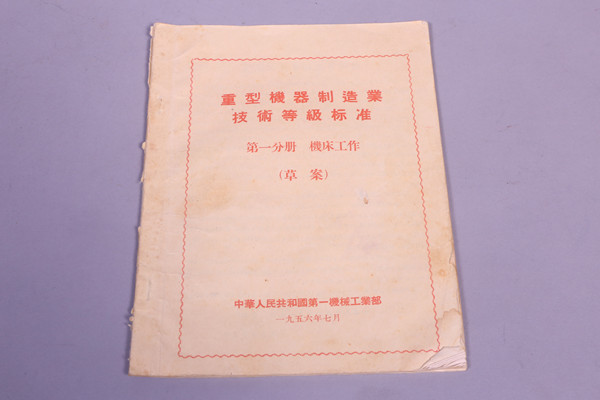 重型機器制造業
技術等級标准
第一分册 機床工作
(草 案)
中華人民共和國第一機械工業部
一九五六年七月